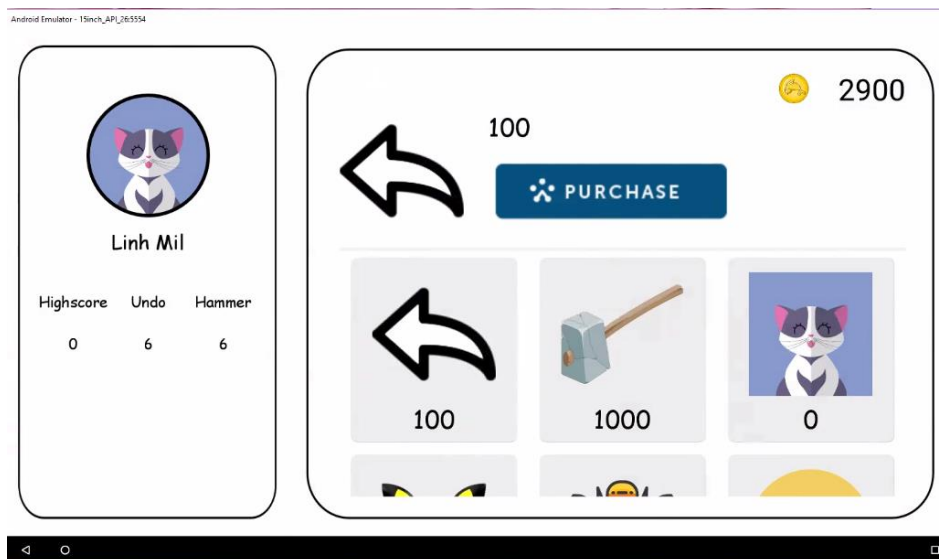 Android Emulator - 15inch_API_26:5554
Linh Mil
Highscore Undo Hammer
0 6 6
2900
100
PURCHASE
100 1000 0